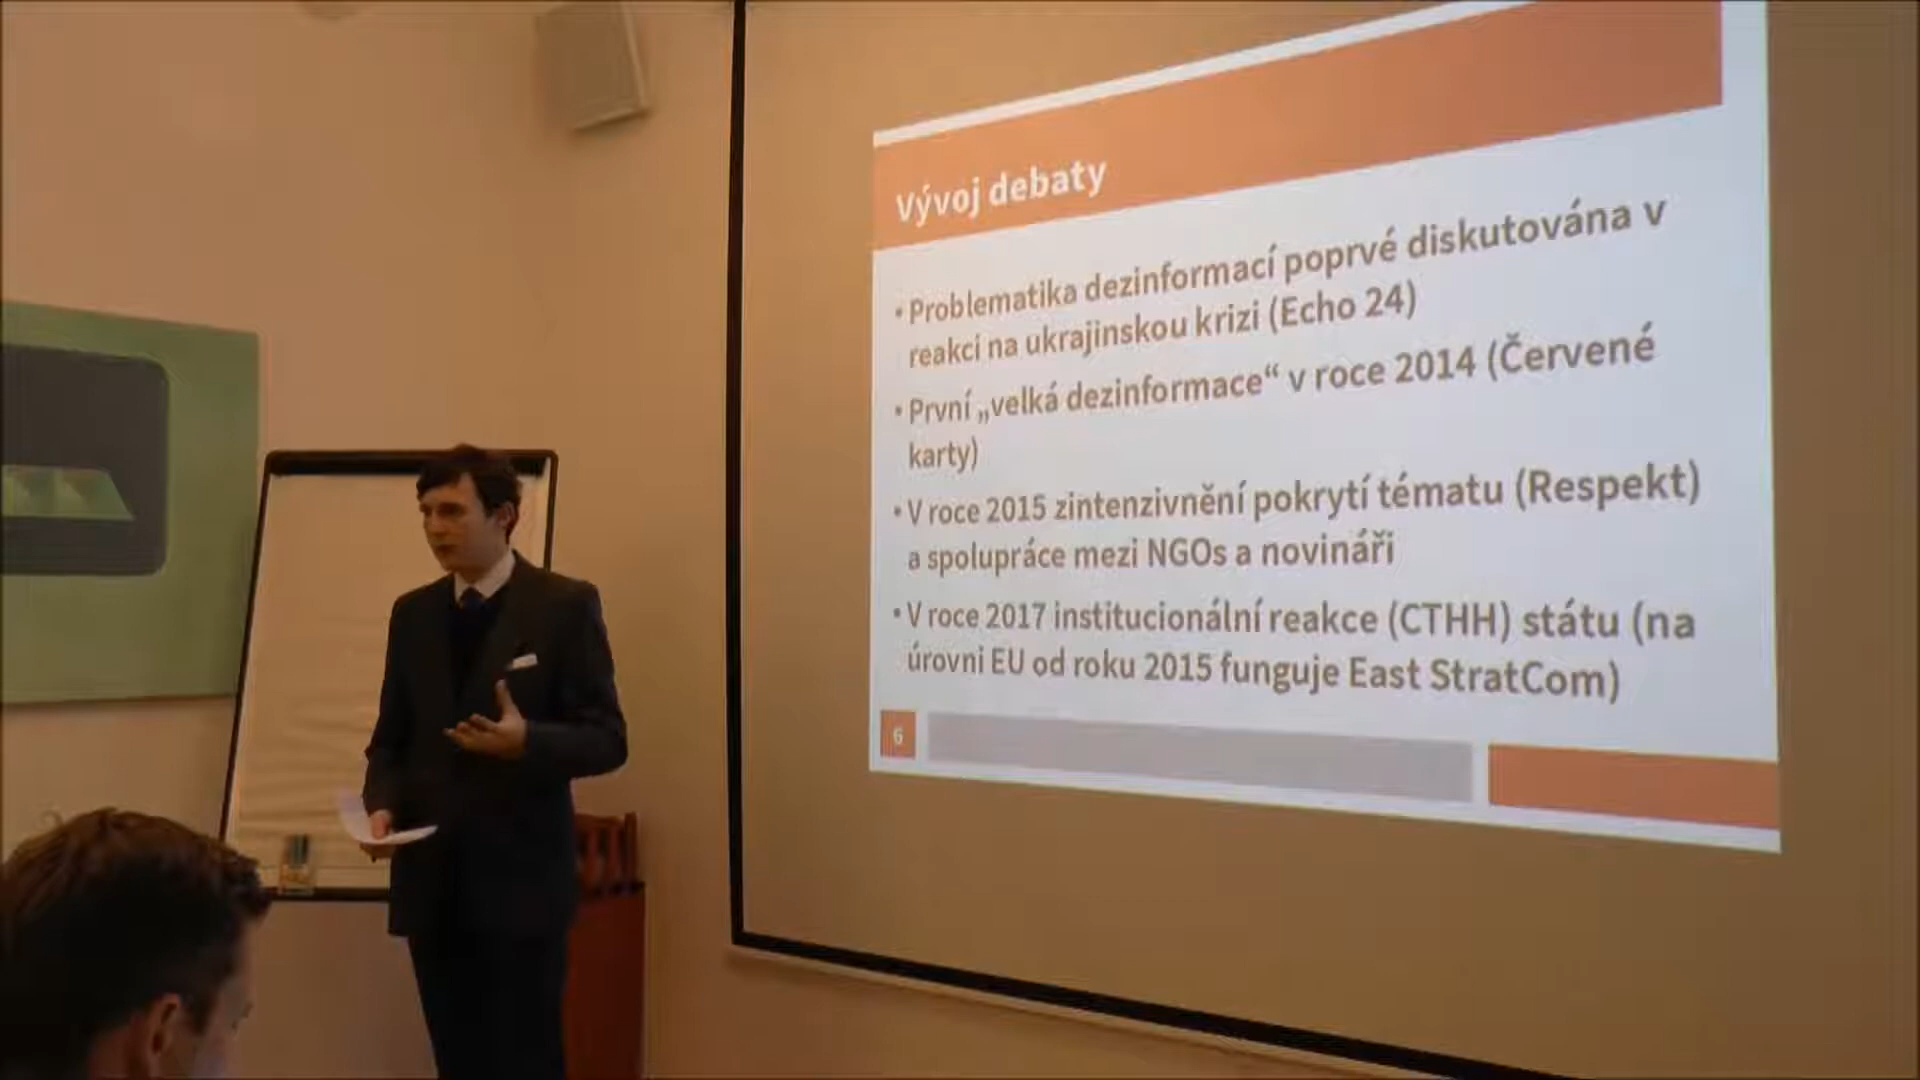 Vývoj debaty
• Problematika dezinformací poprvé diskutována v
reakci na ukrajinskou krizi (Echo 24)
• První „velká dezinformace“ v roce 2014 (Červené
karty)
• V roce 2015 zintenzivnění pokrytí tématu (Respekt)
a spolupráce mezi NGOs a novináři
• V roce 2017 institucionální reakce (CTHH) státu (na
úrovni EU od roku 2015 funguje East StratCom)
6